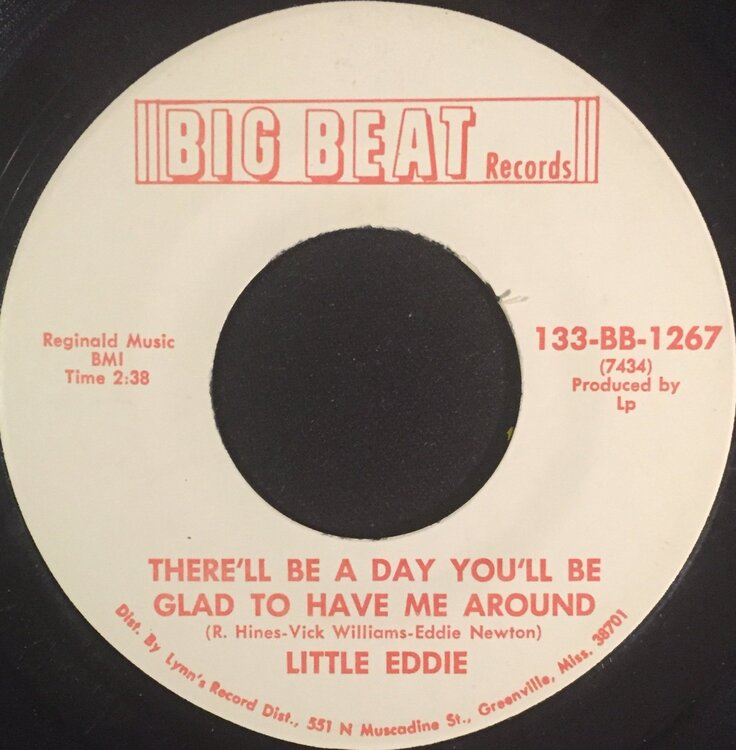 BIG BEAT Records
Reginald Music
BMI
Time 2:38
133-BB-1267
(7434)
Produced by
Lp
THERE'LL BE A DAY YOU'LL BE
GLAD TO HAVE ME AROUND
(R. Hines-Vick Williams-Eddie Newton)
LITTLE EDDIE
Dist. By Lynn's Record Dist., 551 N Muscadine St., Greenville, Miss. 38701